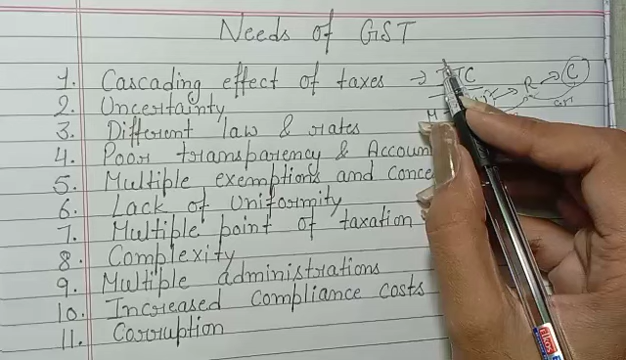 Needs of GST
1. Cascading effect of taxes → ITC
2. Uncertainty
3. Different law & rates
4. Poor transparency & Accoun
5. Multiple exemptions and conce
6. Lack of Uniformity
7. Multiple point of taxation
8. Complexity
9. Multiple administrations
10. Increased compliance costs
11. Corruption
M
R → C